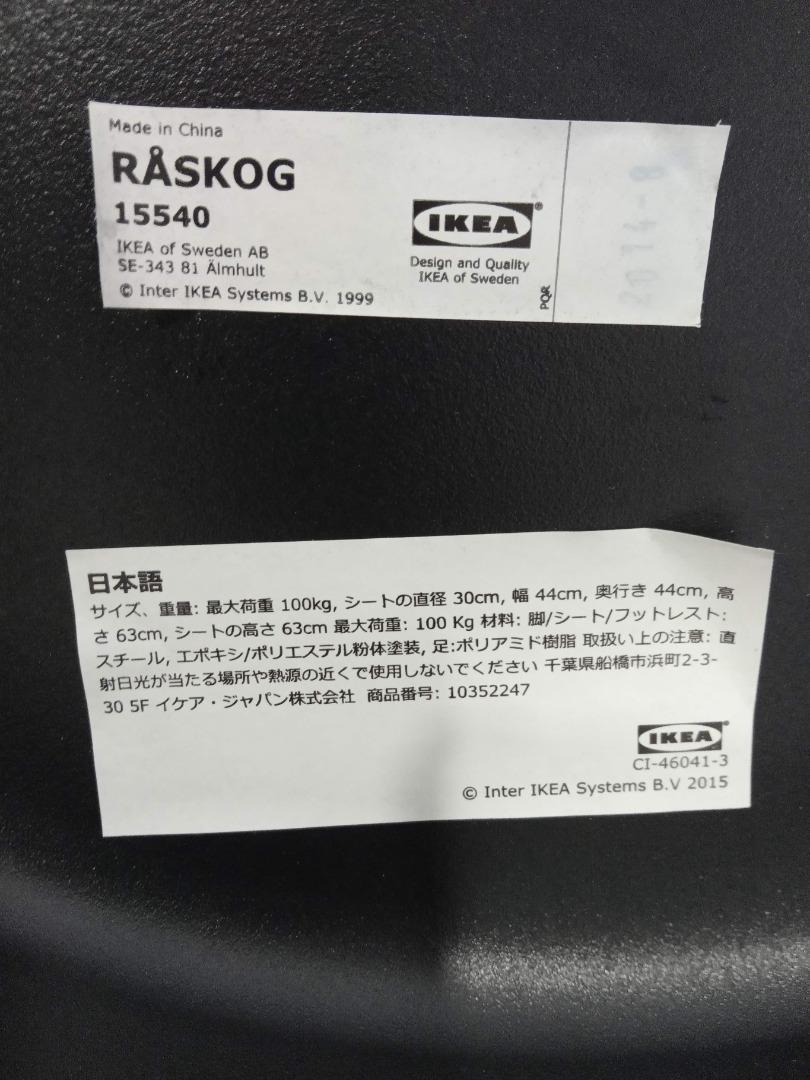 Made in China
RÅSKOG
15540
IKEA of Sweden AB
SE-343 81 Älmhult
© Inter IKEA Systems B.V. 1999
IKEA®
Design and Quality
IKEA of Sweden
PQR
2014-8
日本語
サイズ、重量: 最大荷重 100kg, シートの直径 30cm, 幅 44cm, 奥行き 44cm, 高
さ 63cm, シートの高さ 63cm 最大荷重: 100 Kg 材料: 脚/シート/フットレスト:
スチール, エポキシ/ポリエステル粉体塗装, 足:ポリアミド樹脂 取扱い上の注意: 直
射日光が当たる場所や熱源の近くで使用しないでください 千葉県船橋市浜町2-3-
30 5F イケア・ジャパン株式会社 商品番号: 10352247
IKEA®
CI-46041-3
© Inter IKEA Systems B.V 2015